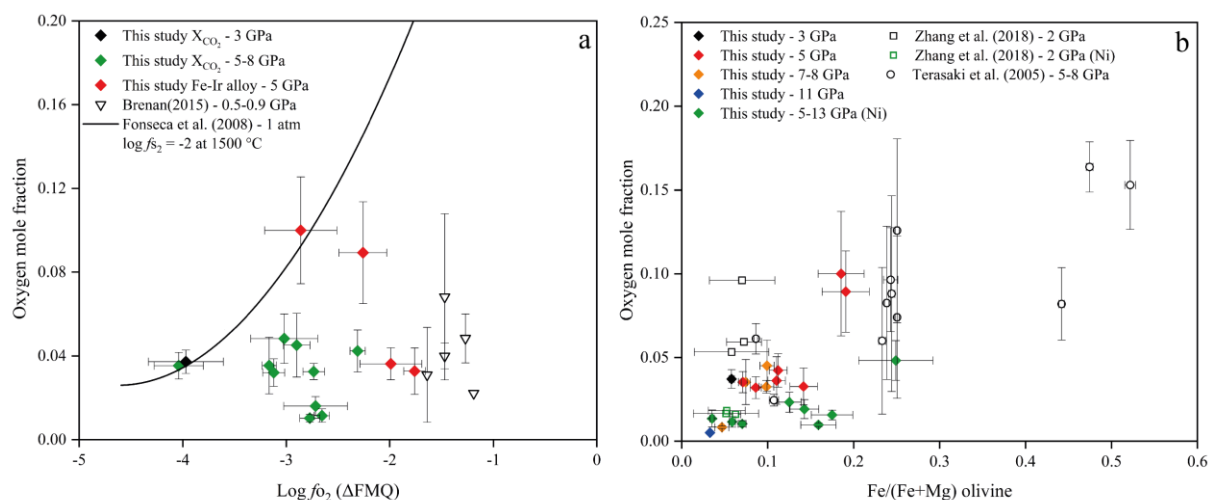 a
This study X_CO₂ - 3 GPa
This study X_CO₂ - 5-8 GPa
This study Fe-Ir alloy - 5 GPa
Brenan(2015) - 0.5-0.9 GPa
Fonseca et al. (2008) - 1 atm
log fs₂ = -2 at 1500 °C
Oxygen mole fraction
0.20
0.16
0.12
0.08
0.04
0.00
-5
-4
-3
-2
-1
0
Log fo₂ (ΔFMQ)
b
This study - 3 GPa
This study - 5 GPa
This study - 7-8 GPa
This study - 11 GPa
This study - 5-13 GPa (Ni)
Zhang et al. (2018) - 2 GPa
Zhang et al. (2018) - 2 GPa (Ni)
Terasaki et al. (2005) - 5-8 GPa
Oxygen mole fraction
0.25
0.20
0.15
0.10
0.05
0.00
0.0
0.1
0.2
0.3
0.4
0.5
0.6
Fe/(Fe+Mg) olivine